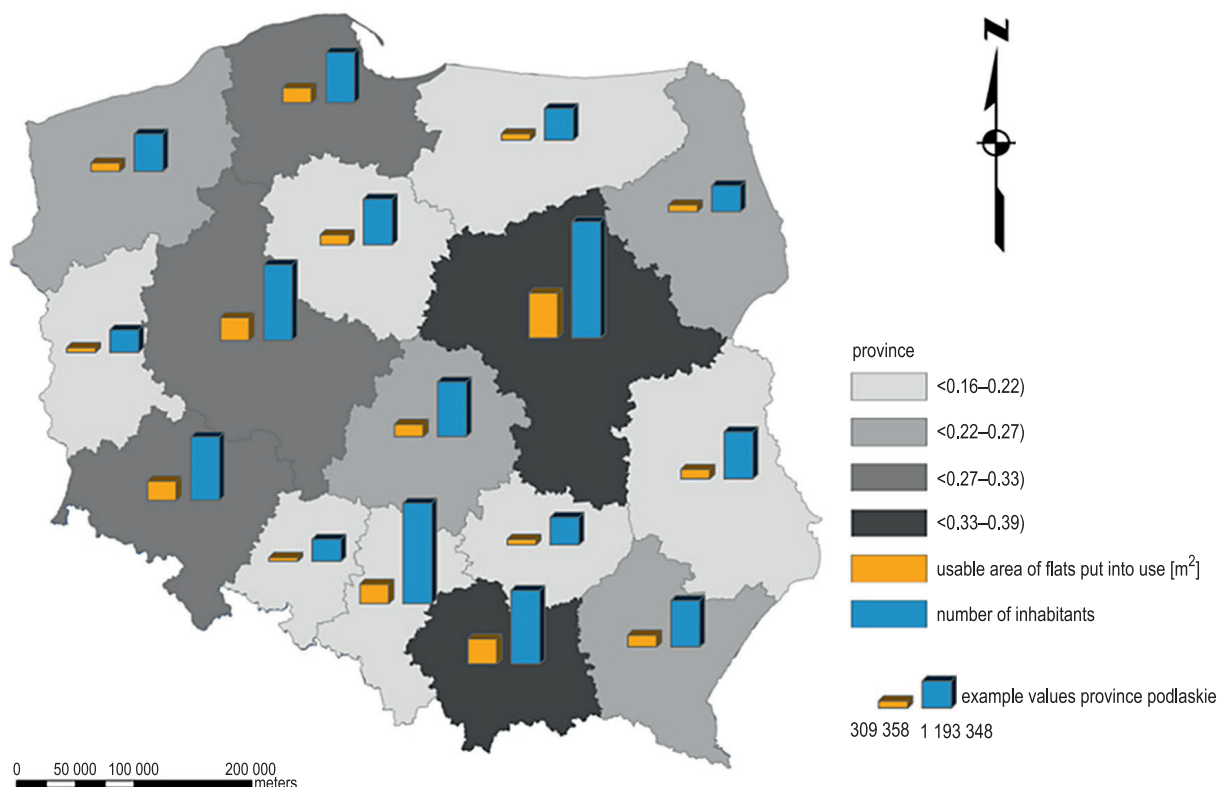 N
province
<0.16–0.22)
<0.22–0.27)
<0.27–0.33)
<0.33–0.39)
usable area of flats put into use [m²]
number of inhabitants
example values province podlaskie
309 358 1 193 348
0 50 000 100 000 200 000
meters